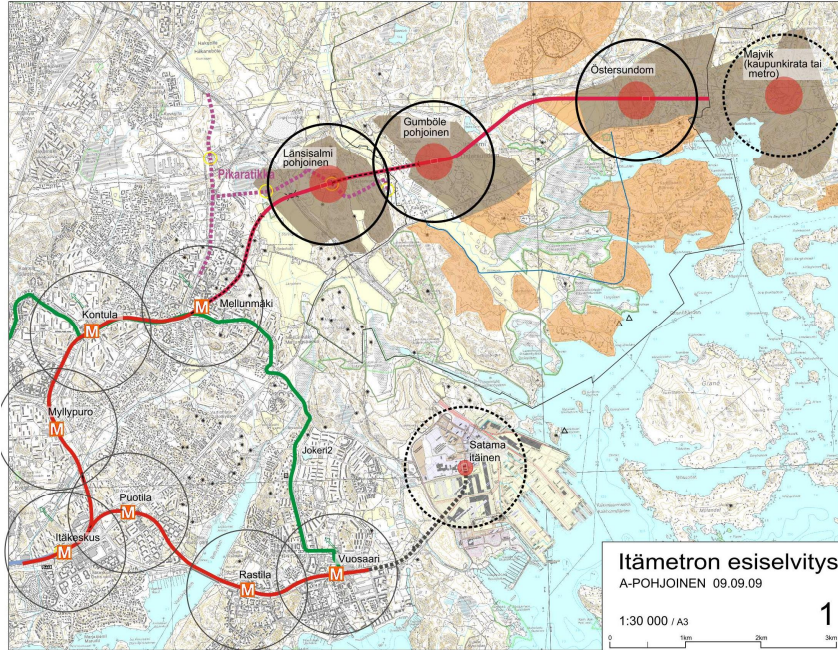 Majvik
(kaupunkirata tai
metro)
Östersundom
Gumböle
pohjoinen
Länsisalmi
pohjoinen
Pikaratikka
Mellunmäki
M
Kontula
M
Myllypuro
M
Jokeri2
Satama
itäinen
Puotila
M
Itäkeskus
M
Rastila
M
Vuosaari
M
Itämetron esiselvitys
A-POHJOINEN 09.09.09
1:30 000 / A3
1
0 1km 2km 3km